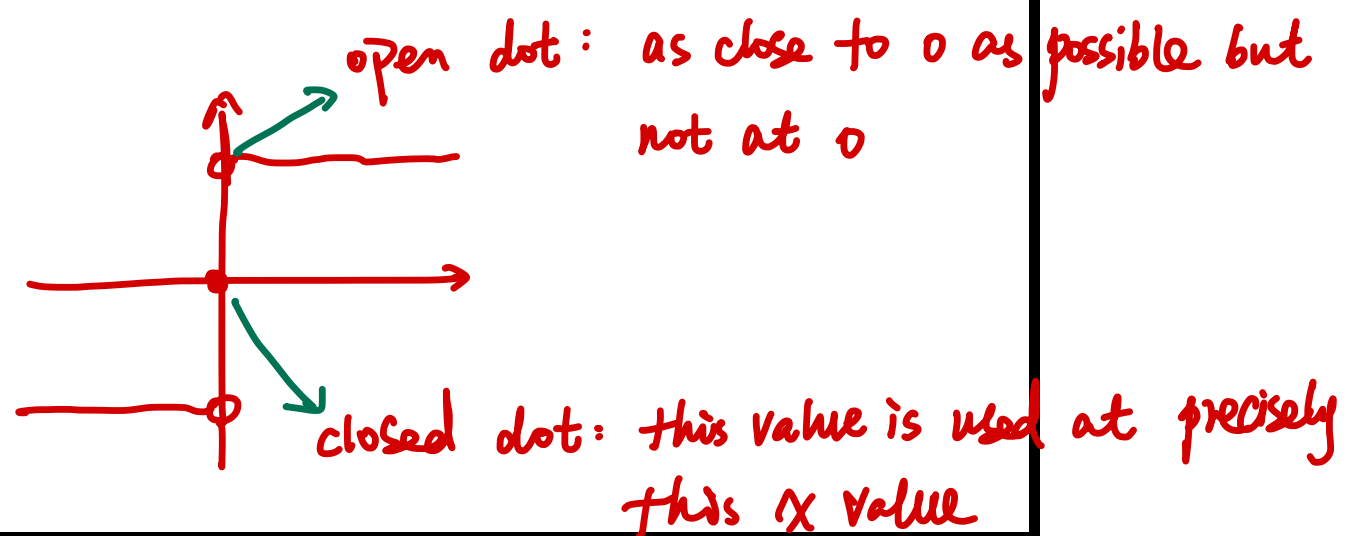 open dot: as close to 0 as possible but
not at 0
closed dot: this value is used at precisely
this x value